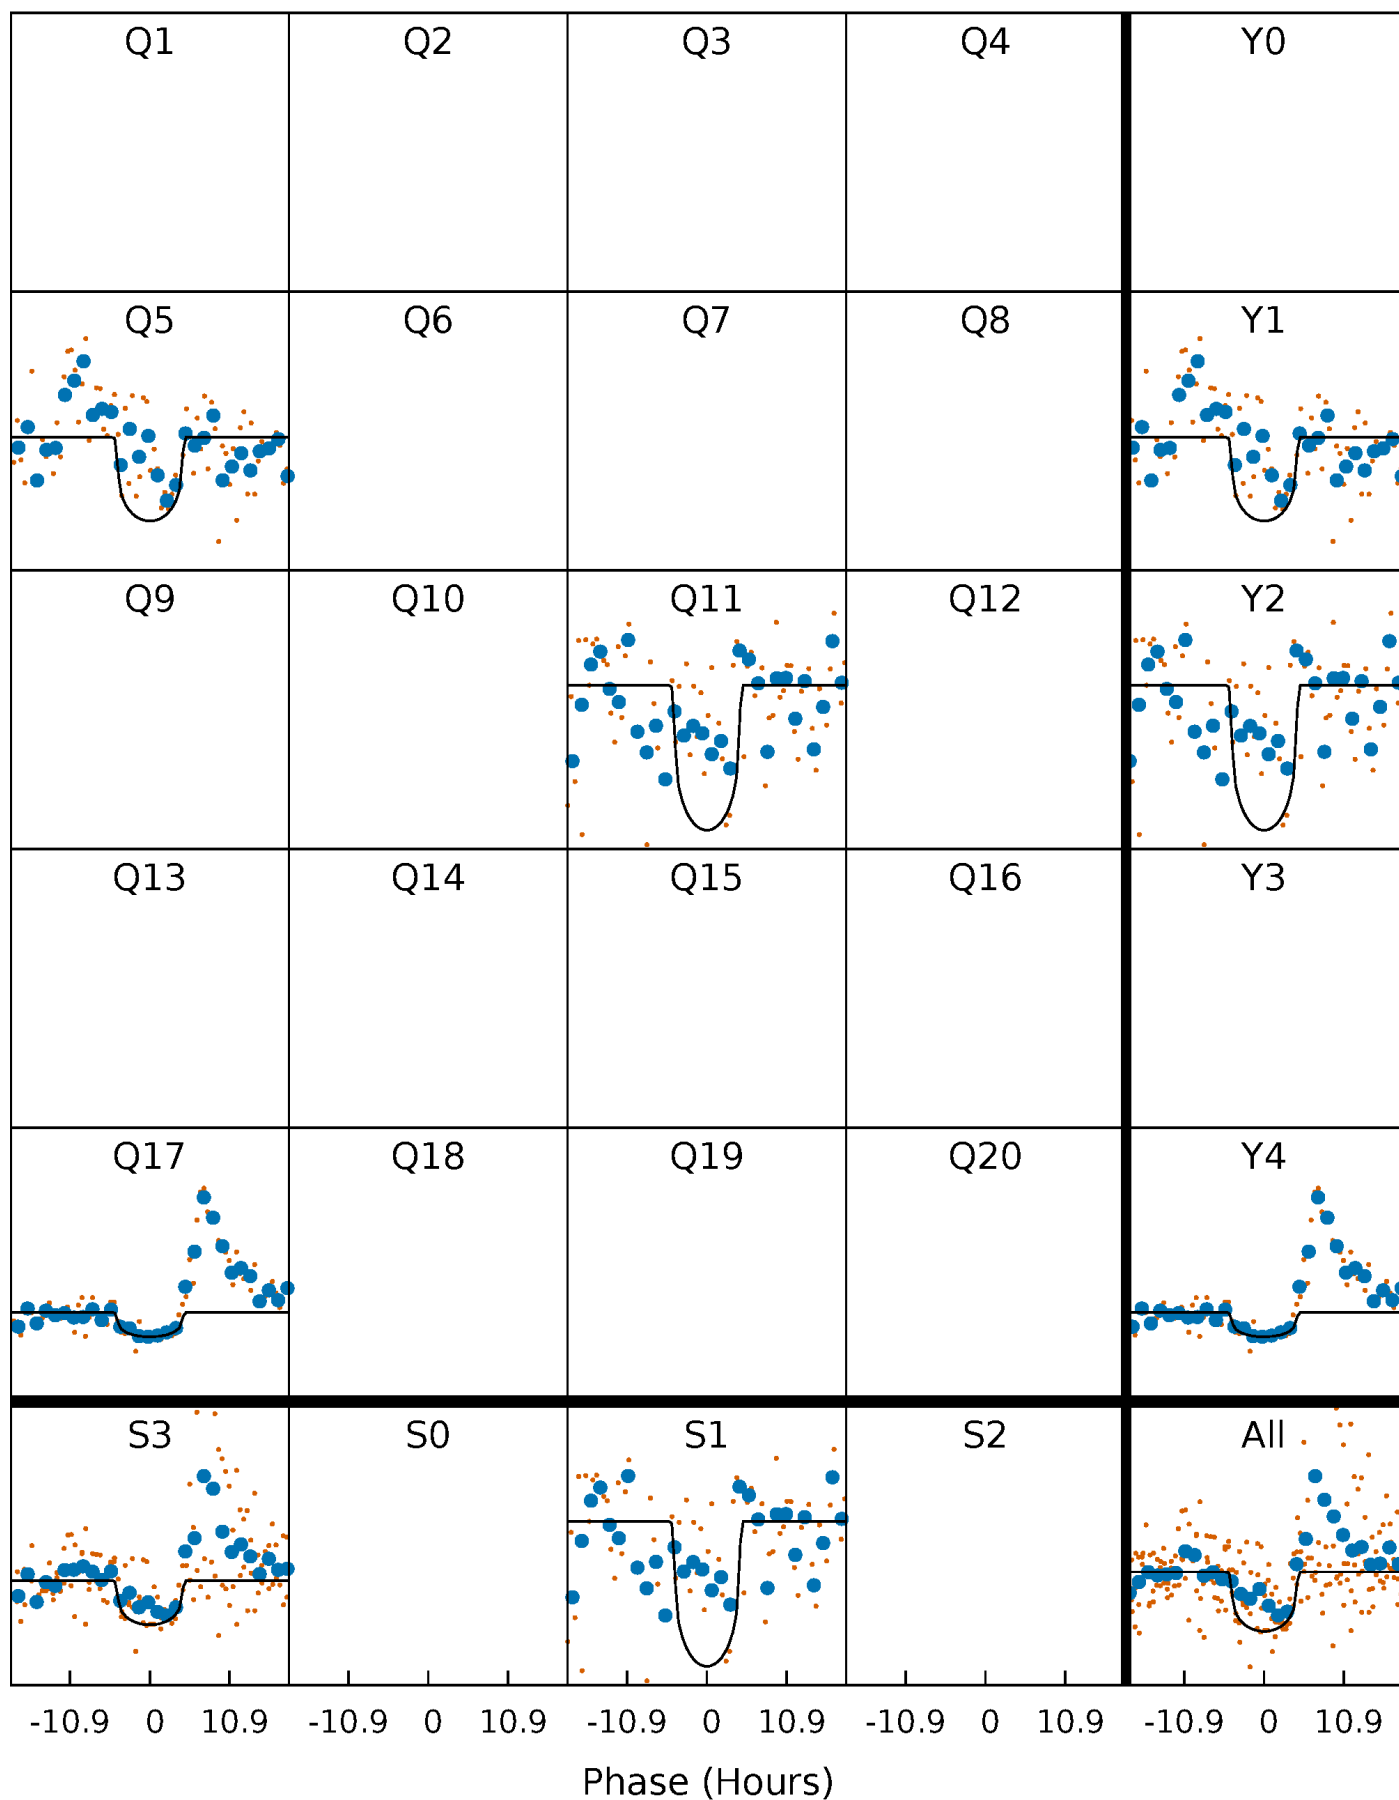 Q1 Q2 Q3 Q4 Y0
Q5 Q6 Q7 Q8 Y1
Q9 Q10 Q11 Q12 Y2
Q13 Q14 Q15 Q16 Y3
Q17 Q18 Q19 Q20 Y4
S3 S0 S1 S2 All
-10.9 0 10.9 -10.9 0 10.9 -10.9 0 10.9 -10.9 0 10.9 -10.9 0 10.9
Phase (Hours)